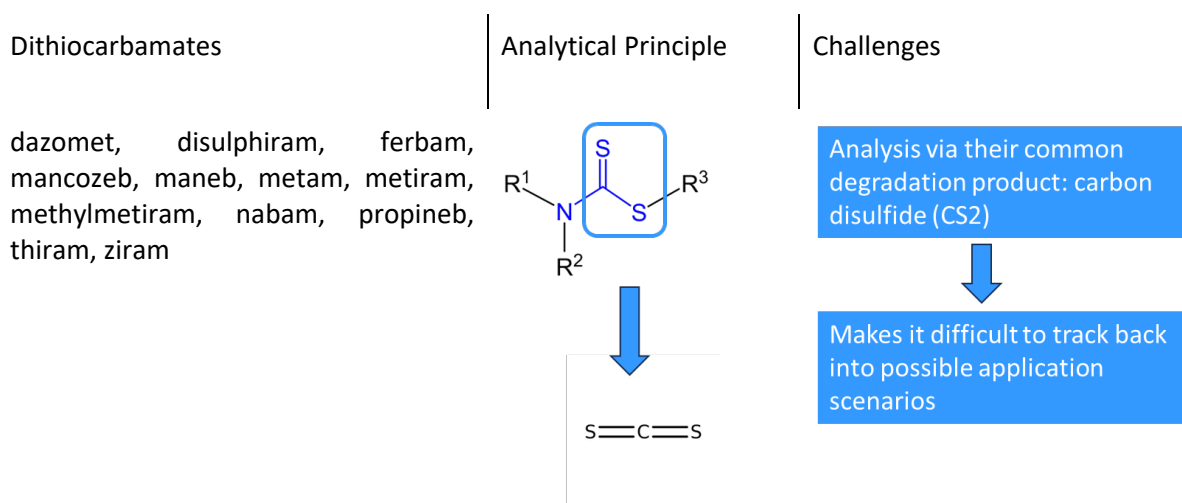 Dithiocarbamates
Analytical Principle
Challenges
dazomet, disulphiram, ferbam,
mancozeb, maneb, metam, metiram,
methylmetiram, nabam, propineb,
thiram, ziram
S
R¹
R³
N
S
R²
S=C=S
Analysis via their common
degradation product: carbon
disulfide (CS2)
Makes it difficult to track back
into possible application
scenarios